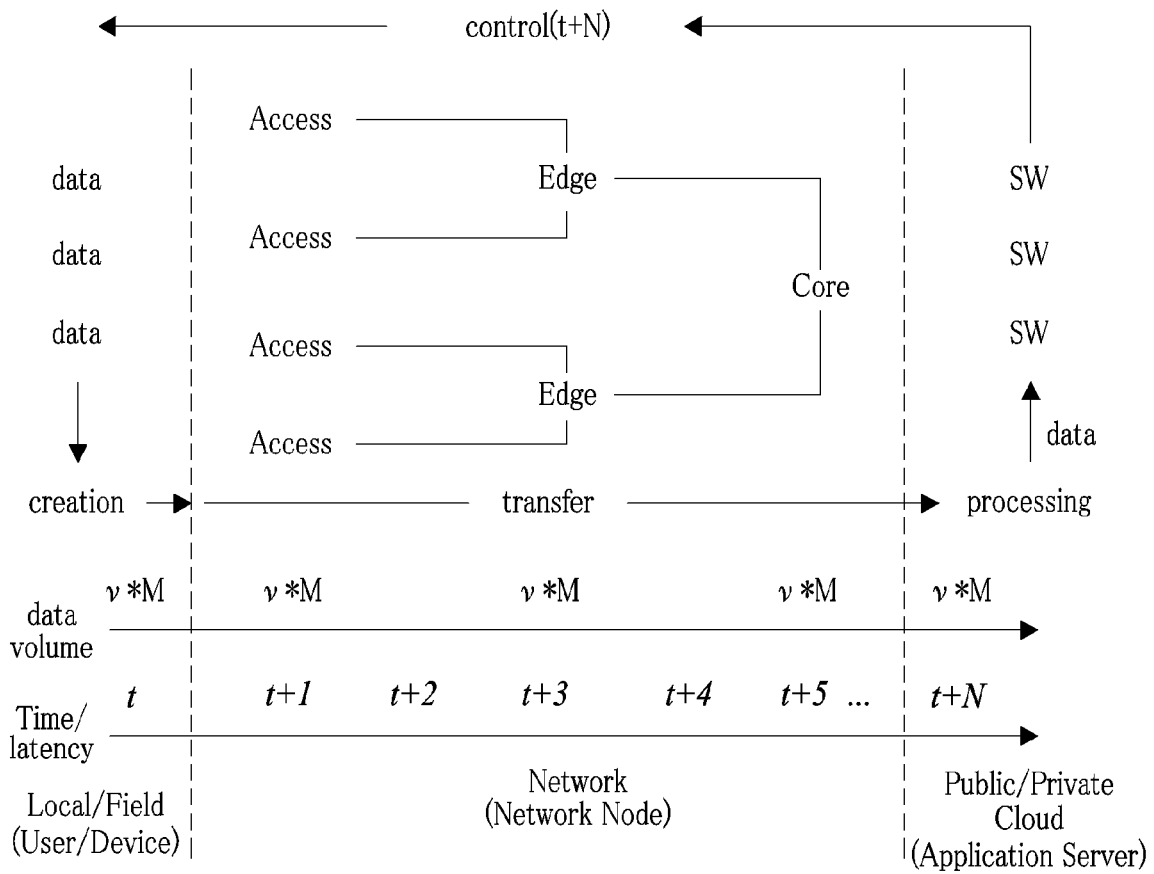 control(t+N)
Access
data
Edge
SW
Access
data
SW
Core
data
Access
SW
Edge
Access
data
creation
transfer
processing
ν*M
ν*M
ν*M
ν*M
ν*M
data
volume
t
t+1
t+2
t+3
t+4
t+5 ...
t+N
Time/
latency
Local/Field
(User/Device)
Network
(Network Node)
Public/Private
Cloud
(Application Server)